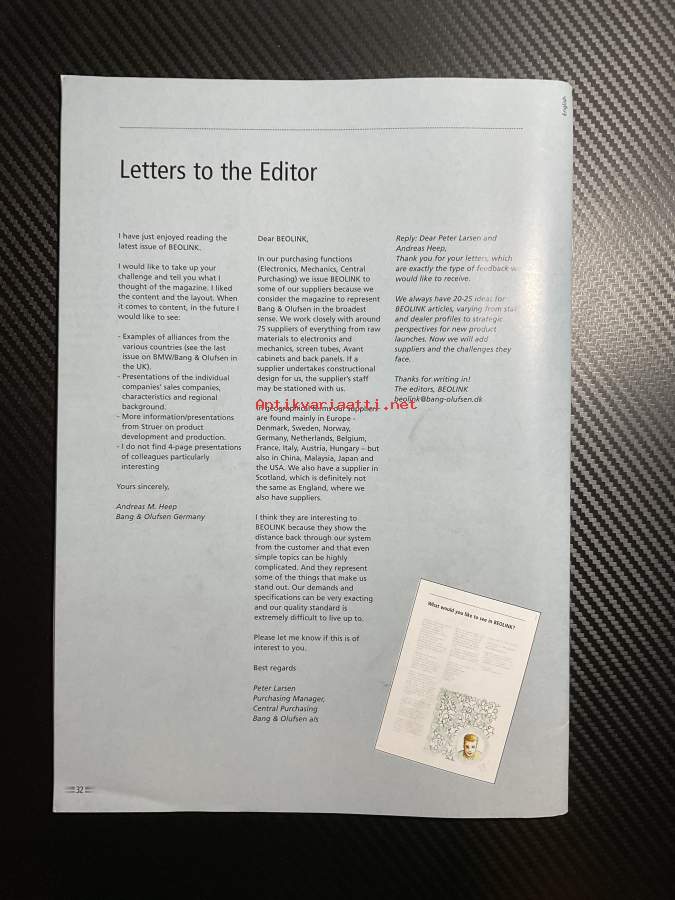 English
Letters to the Editor
I have just enjoyed reading the
latest issue of BEOLINK.
I would like to take up your
challenge and tell you what I
thought of the magazine. I liked
the content and the layout. When
it comes to content, in the future I
would like to see:
- Examples of alliances from the
various countries (see the last
issue on BMW/Bang & Olufsen in
the UK).
- Presentations of the individual
companies' sales companies,
characteristics and regional
background.
- More information/presentations
from Struer on product
development and production.
- I do not find 4-page presentations
of colleagues particularly
interesting
Yours sincerely,
Andreas M. Heep
Bang & Olufsen Germany
Dear BEOLINK,
In our purchasing functions
(Electronics, Mechanics, Central
Purchasing) we issue BEOLINK to
some of our suppliers because we
consider the magazine to represent
Bang & Olufsen in the broadest
sense. We work closely with around
75 suppliers of everything from raw
materials to electronics and
mechanics, screen tubes, Avant
cabinets and back panels. If a
supplier undertakes constructional
design for us, the supplier's staff
may be stationed with us.
In geographical terms our suppliers
are found mainly in Europe -
Denmark, Sweden, Norway,
Germany, Netherlands, Belgium,
France, Italy, Austria, Hungary – but
also in China, Malaysia, Japan and
the USA. We also have a supplier in
Scotland, which is definitely not
the same as England, where we
also have suppliers.
I think they are interesting to
BEOLINK because they show the
distance back through our system
from the customer and that even
simple topics can be highly
complicated. And they represent
some of the things that make us
stand out. Our demands and
specifications can be very exacting
and our quality standard is
extremely difficult to live up to.
Please let me know if this is of
interest to you.
Best regards
Peter Larsen
Purchasing Manager,
Central Purchasing
Bang & Olufsen a/s
Reply: Dear Peter Larsen and
Andreas Heep,
Thank you for your letters, which
are exactly the type of feedback we
would like to receive.
We always have 20-25 ideas for
BEOLINK articles, varying from staff
and dealer profiles to strategic
perspectives for new product
launches. Now we will add
suppliers and the challenges they
face.
Thanks for writing in!
The editors, BEOLINK
beolink@bang-olufsen.dk
Antikvariaatti.net
What would you like to see in BEOLINK?
32